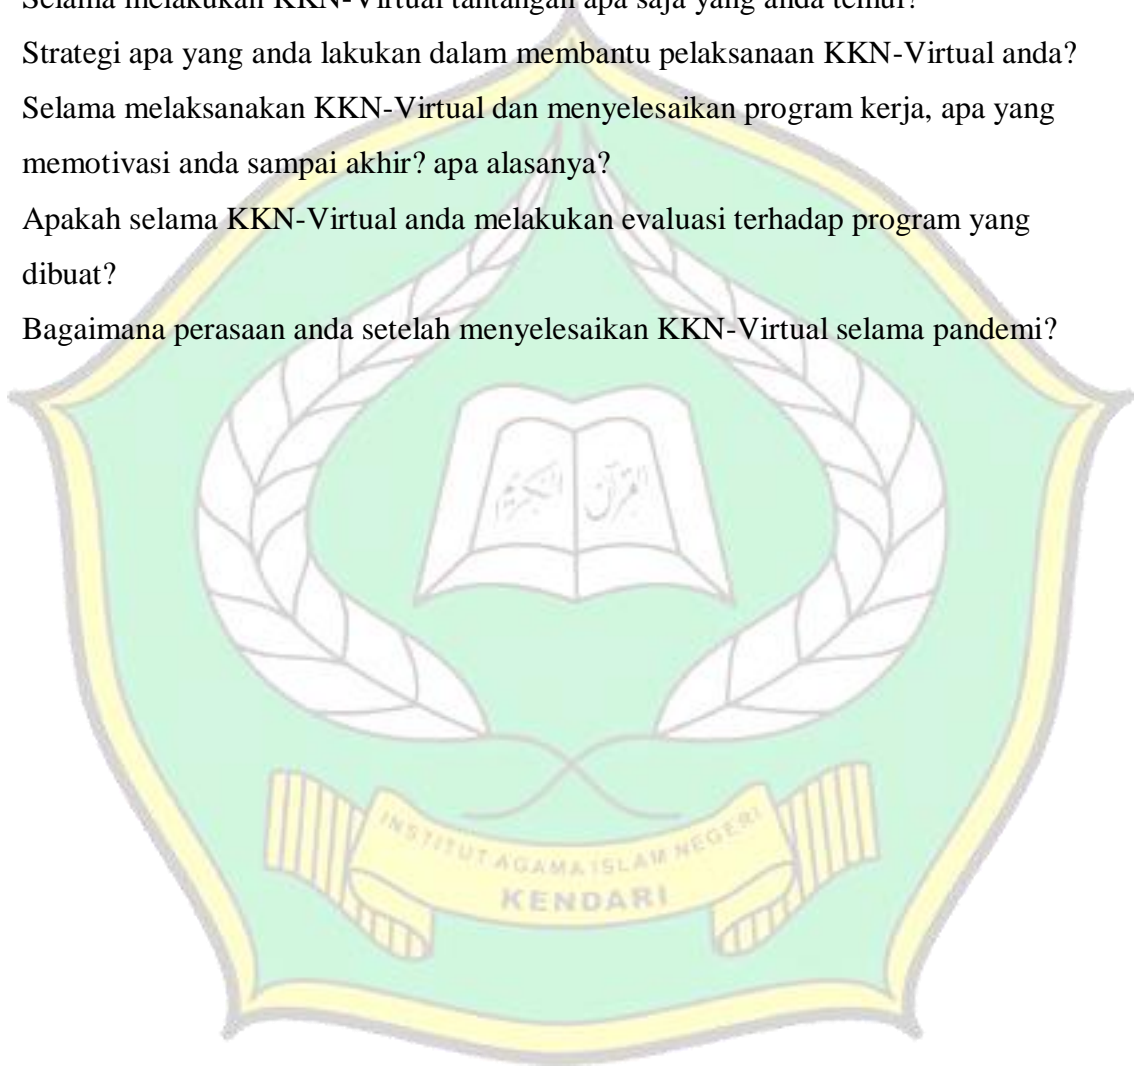 Selama melakukan KKN-Virtual tantangan apa saja yang anda temui?
Strategi apa yang anda lakukan dalam membantu pelaksanaan KKN-Virtual anda?
Selama melaksanakan KKN-Virtual dan menyelesaikan program kerja, apa yang
memotivasi anda sampai akhir? apa alasanya?
Apakah selama KKN-Virtual anda melakukan evaluasi terhadap program yang
dibuat?
Bagaimana perasaan anda setelah menyelesaikan KKN-Virtual selama pandemi?
القرآن الكريم
INSTITUT AGAMA ISLAM NEGERI
KENDARI